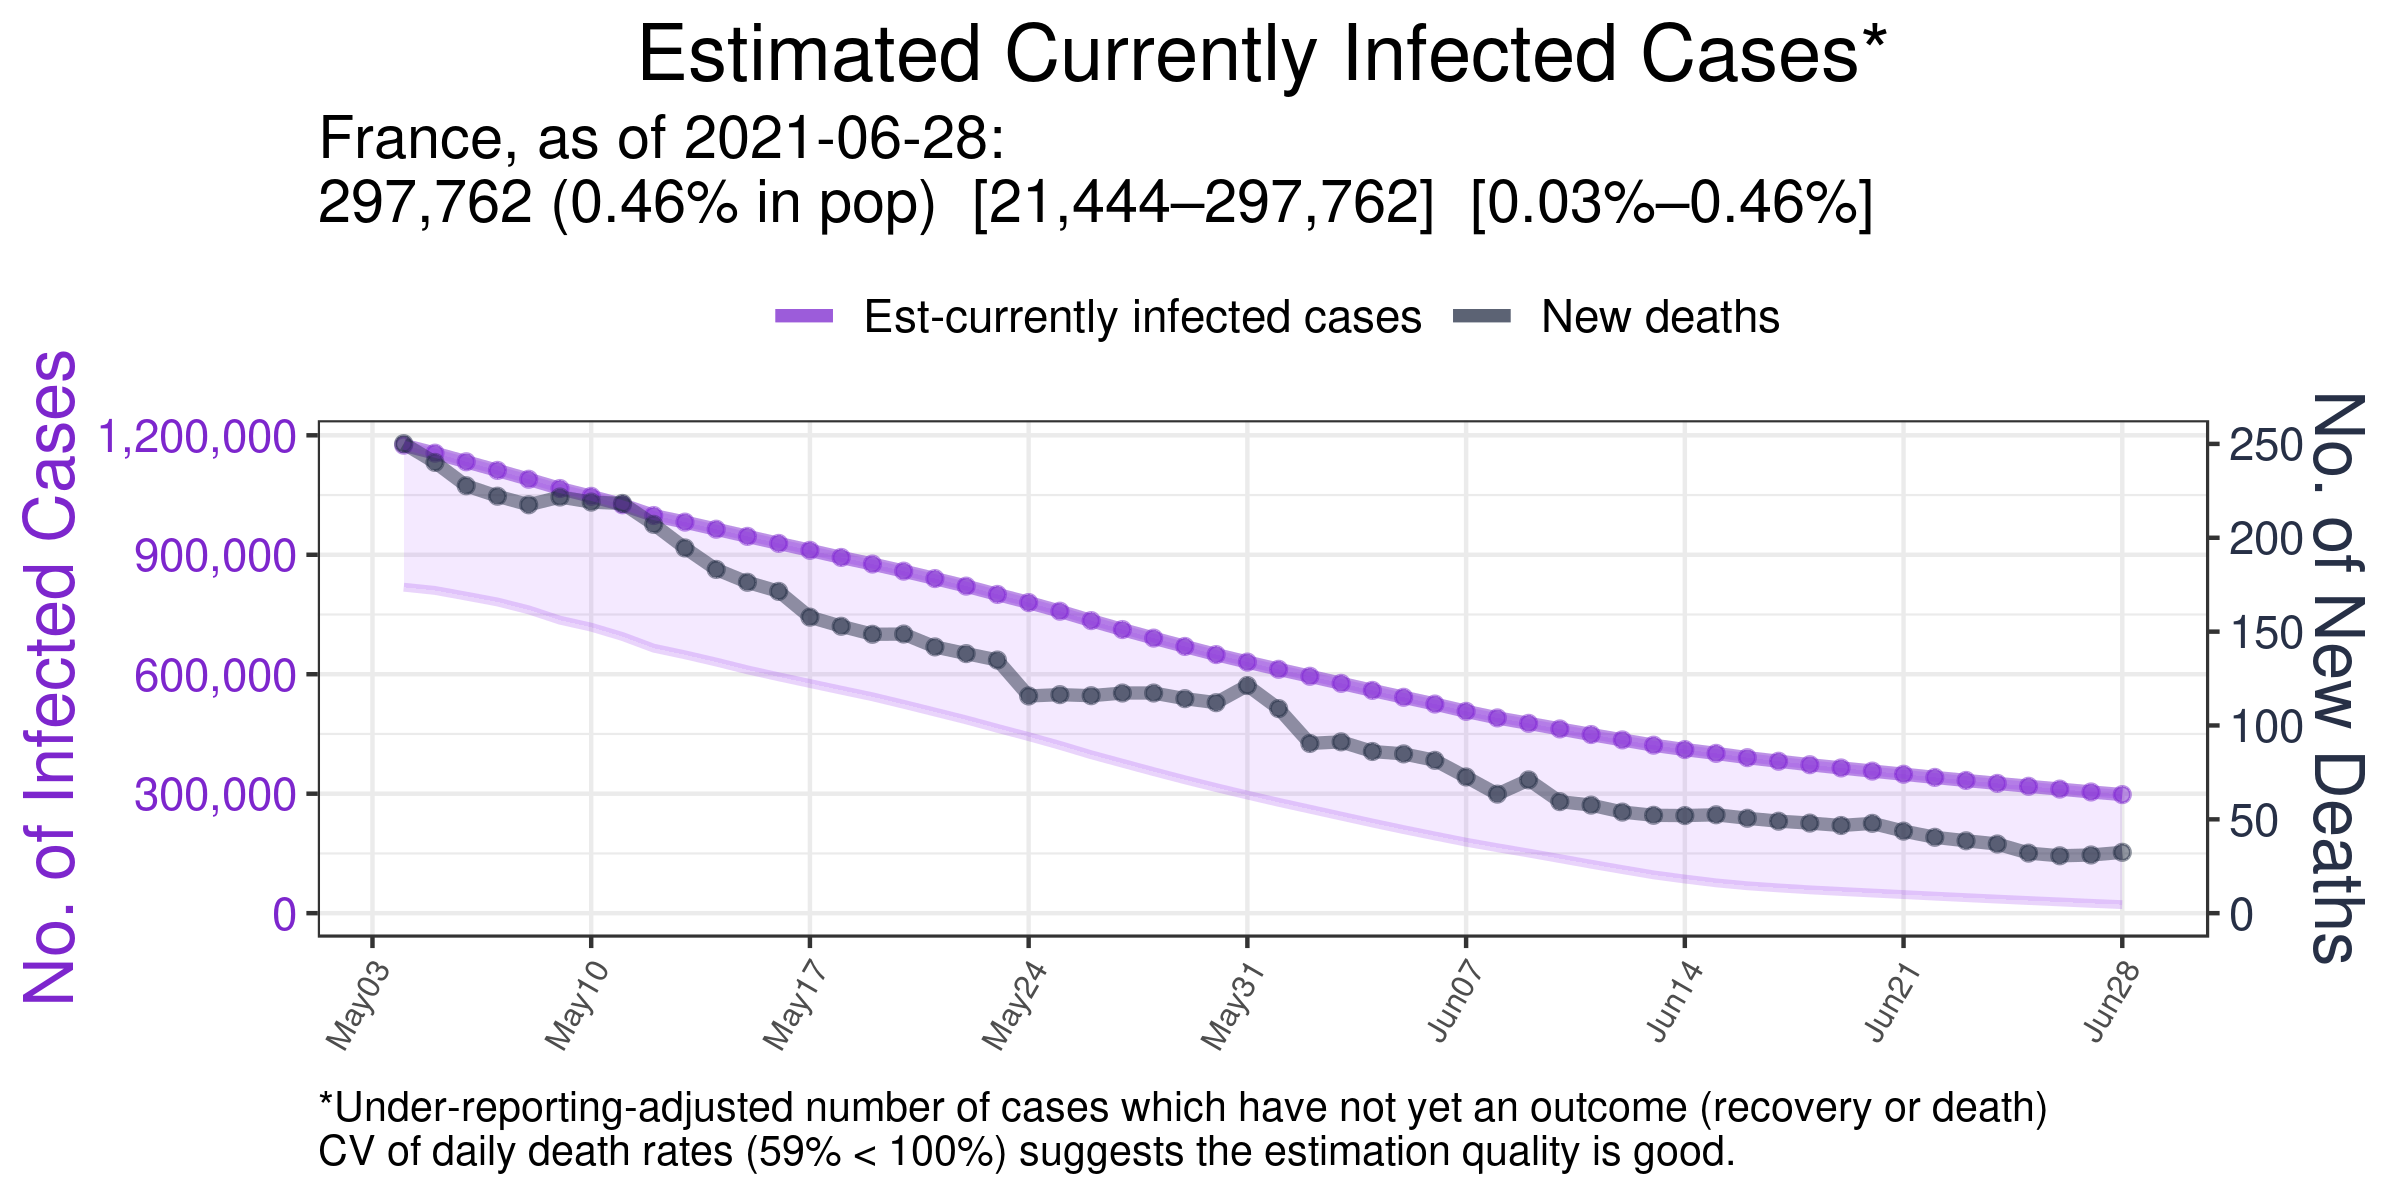 Estimated Currently Infected Cases*
France, as of 2021-06-28:
297,762 (0.46% in pop) [21,444–297,762] [0.03%–0.46%]
Est-currently infected cases
New deaths
No. of Infected Cases
1,200,000
900,000
600,000
300,000
0
250
200
150
100
50
0
No. of New Deaths
May03
May10
May17
May24
May31
Jun07
Jun14
Jun21
Jun28
*Under-reporting-adjusted number of cases which have not yet an outcome (recovery or death)
CV of daily death rates (59% < 100%) suggests the estimation quality is good.